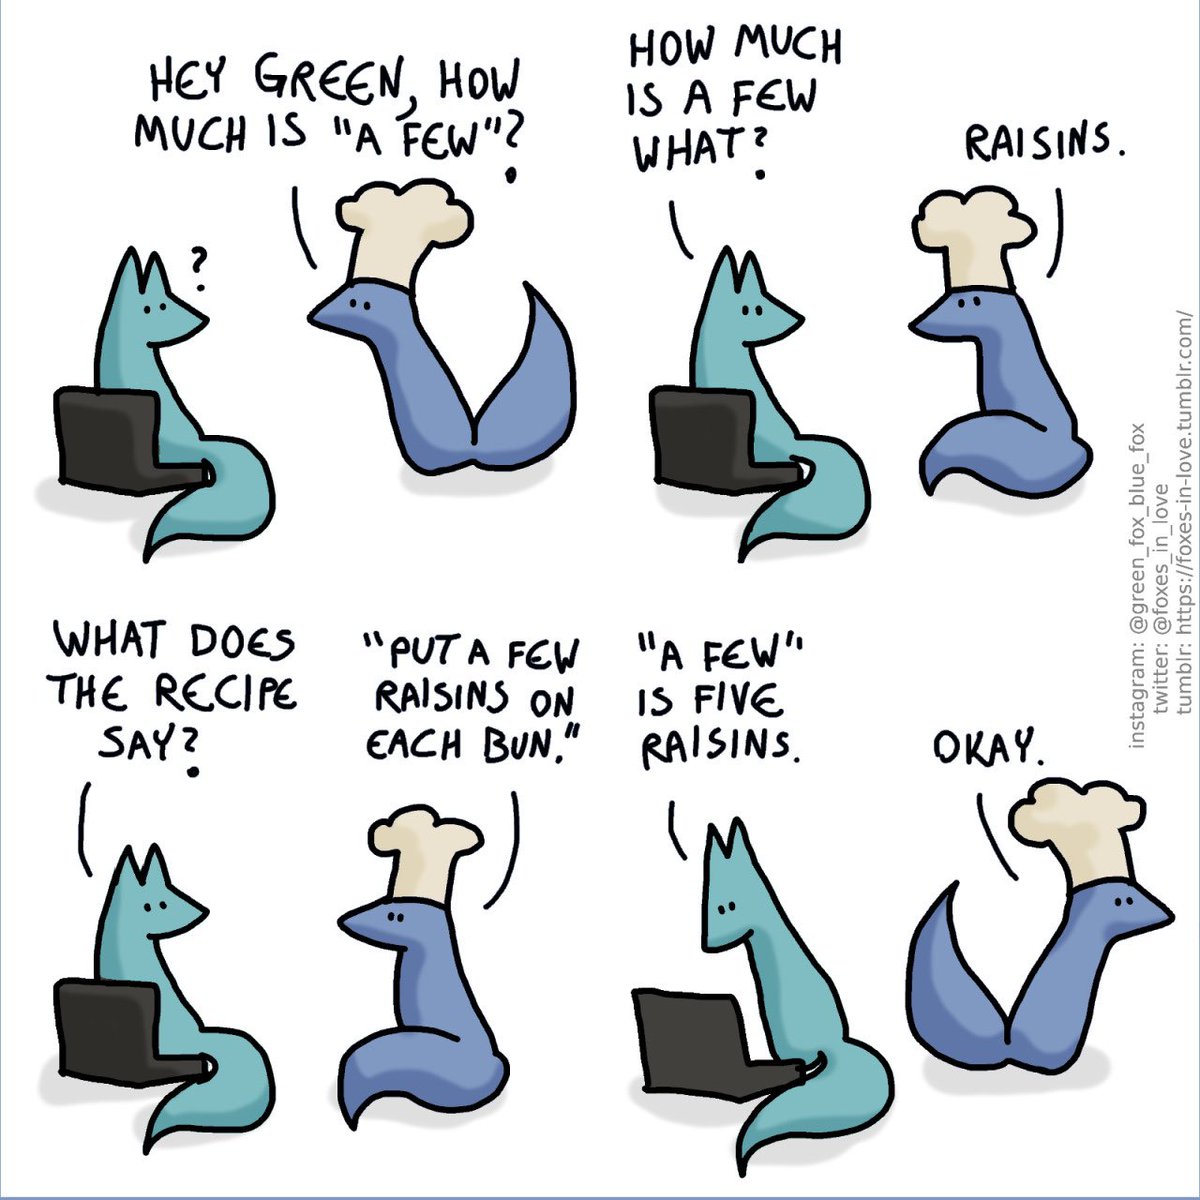 HEY GREEN, HOW
MUCH IS "A FEW"?
?
HOW MUCH
IS A FEW
WHAT?
RAISINS.
WHAT DOES
THE RECIPE
SAY?
"PUT A FEW
RAISINS ON
EACH BUN."
"A FEW"
IS FIVE
RAISINS.
OKAY.
instagram: @green_fox_blue_fox
twitter: @foxes_in_love
tumblr: https://foxes-in-love.tumblr.com/